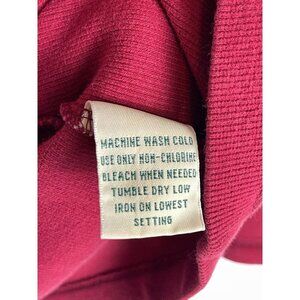 MACHINE WASH COLD
USE ONLY NON-CHLORINE
BLEACH WHEN NEEDED
TUMBLE DRY LOW
IRON ON LOWEST
SETTING